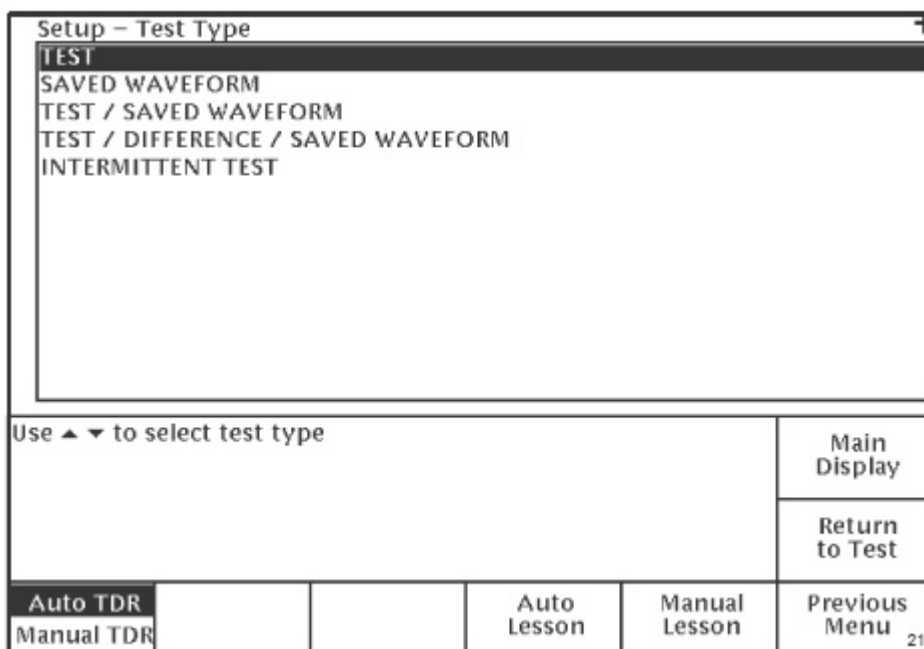 Setup – Test Type
TEST
SAVED WAVEFORM
TEST / SAVED WAVEFORM
TEST / DIFFERENCE / SAVED WAVEFORM
INTERMITTENT TEST
Use ▲ ▼ to select test type
Main
Display
Return
to Test
Auto TDR
Manual TDR
Auto
Lesson
Manual
Lesson
Previous
Menu